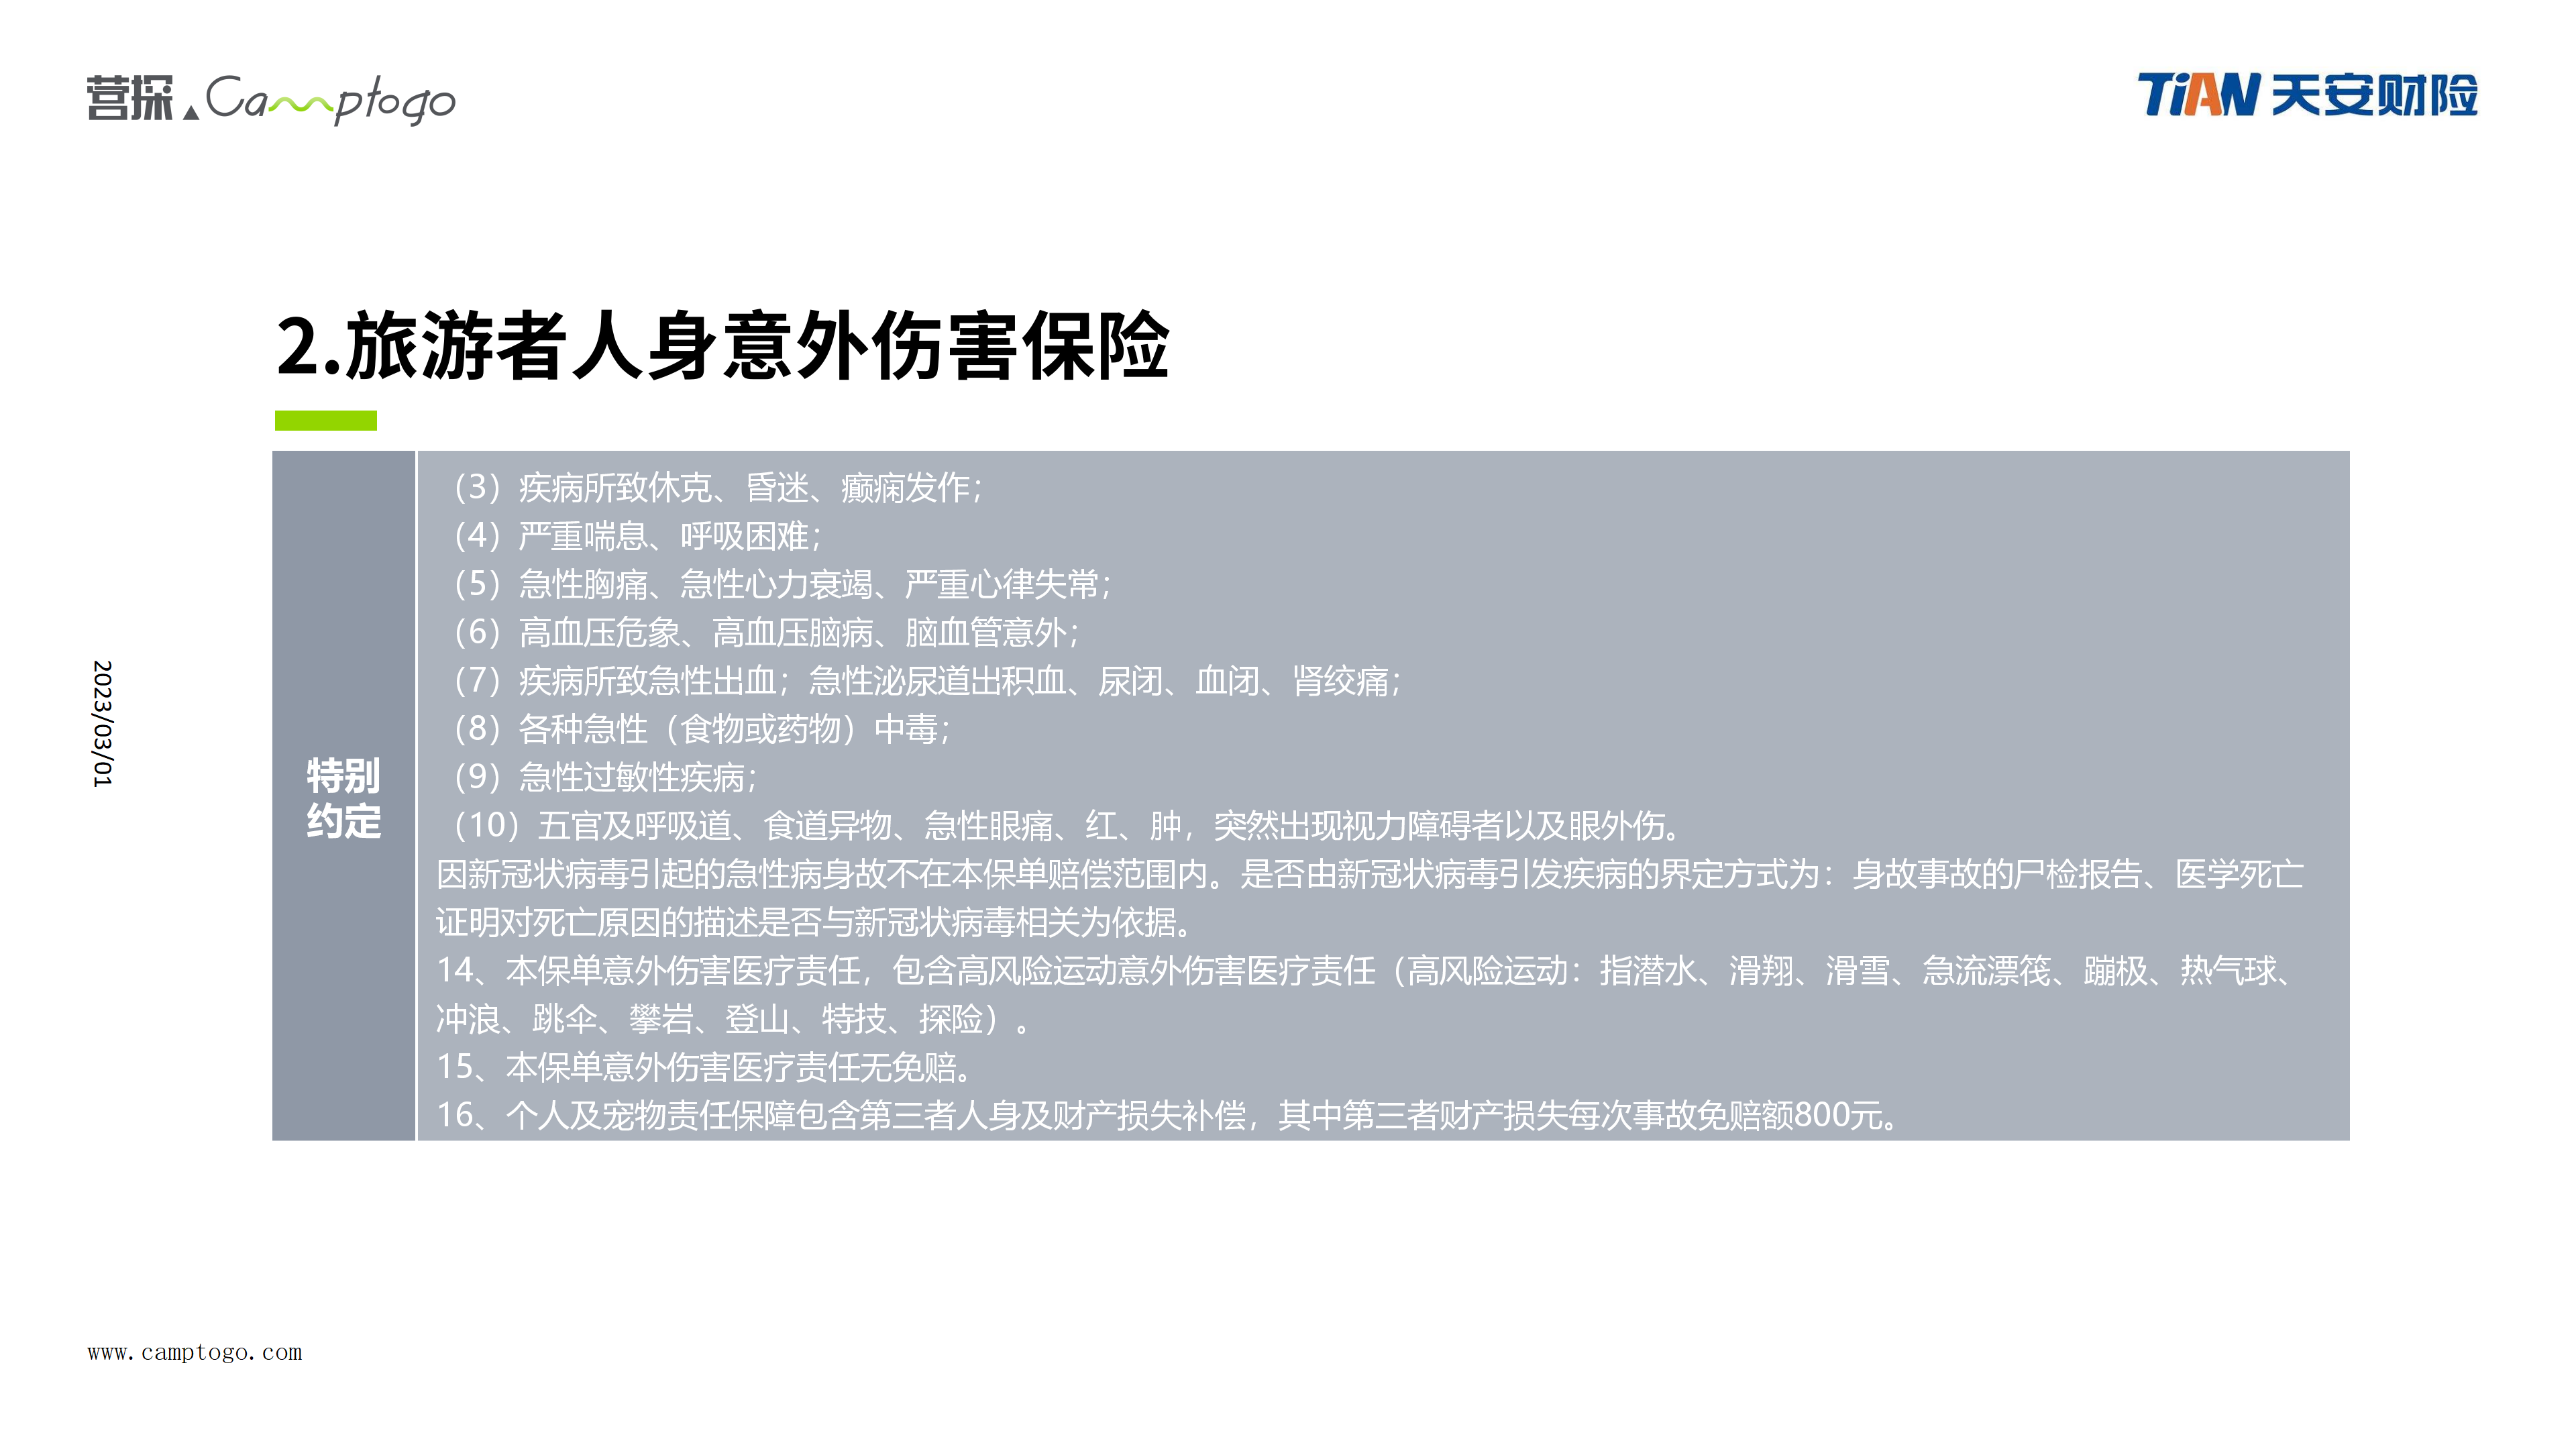 营探 Camptogo
TiAN 天安财险
2.旅游者人身意外伤害保险
特别
约定
（3）疾病所致休克、昏迷、癫痫发作；
（4）严重喘息、呼吸困难；
（5）急性胸痛、急性心力衰竭、严重心律失常；
（6）高血压危象、高血压脑病、脑血管意外；
（7）疾病所致急性出血；急性泌尿道出积血、尿闭、血闭、肾绞痛；
（8）各种急性（食物或药物）中毒；
（9）急性过敏性疾病；
（10）五官及呼吸道、食道异物、急性眼痛、红、肿，突然出现视力障碍者以及眼外伤。
因新冠状病毒引起的急性病身故不在本保单赔偿范围内。是否由新冠状病毒引发疾病的界定方式为：身故事故的尸检报告、医学死亡
证明对死亡原因的描述是否与新冠状病毒相关为依据。
14、本保单意外伤害医疗责任，包含高风险运动意外伤害医疗责任（高风险运动：指潜水、滑翔、滑雪、急流漂筏、蹦极、热气球、
冲浪、跳伞、攀岩、登山、特技、探险）。
15、本保单意外伤害医疗责任无免赔。
16、个人及宠物责任保障包含第三者人身及财产损失补偿，其中第三者财产损失每次事故免赔额800元。
2023/03/01
www.camptogo.com